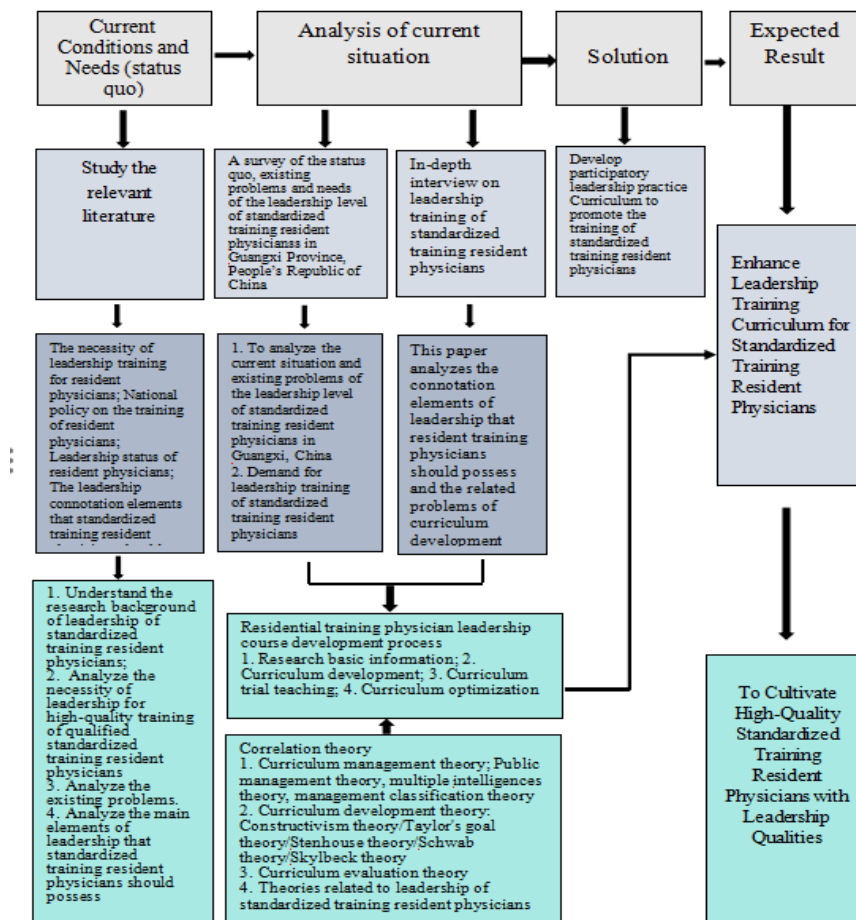 Current
Conditions and
Needs (status
quo)
Analysis of current
situation
Solution
Expected
Result
Study the
relevant
literature
A survey of the status
quo, existing
problems and needs
of the leadership level
of standardized
training resident
physicianss in
Guangxi Province,
People's Republic of
China
In-depth
interview on
leadership
training of
standardized
training resident
physicians
Develop
participatory
leadership practice
Curriculum to
promote the
training of
standardized
training resident
physicians
Enhance
Leadership
Training
Curriculum for
Standardized
Training
Resident
Physicians
The necessity of
leadership training
for resident
physicians; National
policy on the training
of resident
physicians;
Leadership status of
resident physicians;
The leadership
connotation elements
that standardized
training resident
1. To analyze the
current situation and
existing problems of
the leadership level
of standardized
training resident
physicians in
Guangxi, China
2. Demand for
leadership training
of standardized
training resident
physicians
This paper
analyzes the
connotation
elements of
leadership that
resident training
physicians
should possess
and the related
problems of
curriculum
development
1. Understand the
research background
of leadership of
standardized
training resident
physicians;
2. Analyze the
necessity of
leadership for
high-quality training
of qualified
standardized
training resident
physicians
3. Analyze the
existing problems.
4. Analyze the main
elements of
leadership that
standardized
training resident
physicians should
possess
Residential training physician leadership
course development process
1. Research basic information; 2.
Curriculum development; 3. Curriculum
trial teaching; 4. Curriculum optimization
Correlation theory
1. Curriculum management theory; Public
management theory, multiple intelligences
theory, management classification theory
2. Curriculum development theory:
Constructivism theory/Taylor's goal
theory/Stenhouse theory/Schwab
theory/Skylbeck theory
3. Curriculum evaluation theory
4. Theories related to leadership of
standardized training resident physicians
To Cultivate
High-Quality
Standardized
Training
Resident
Physicians with
Leadership
Qualities